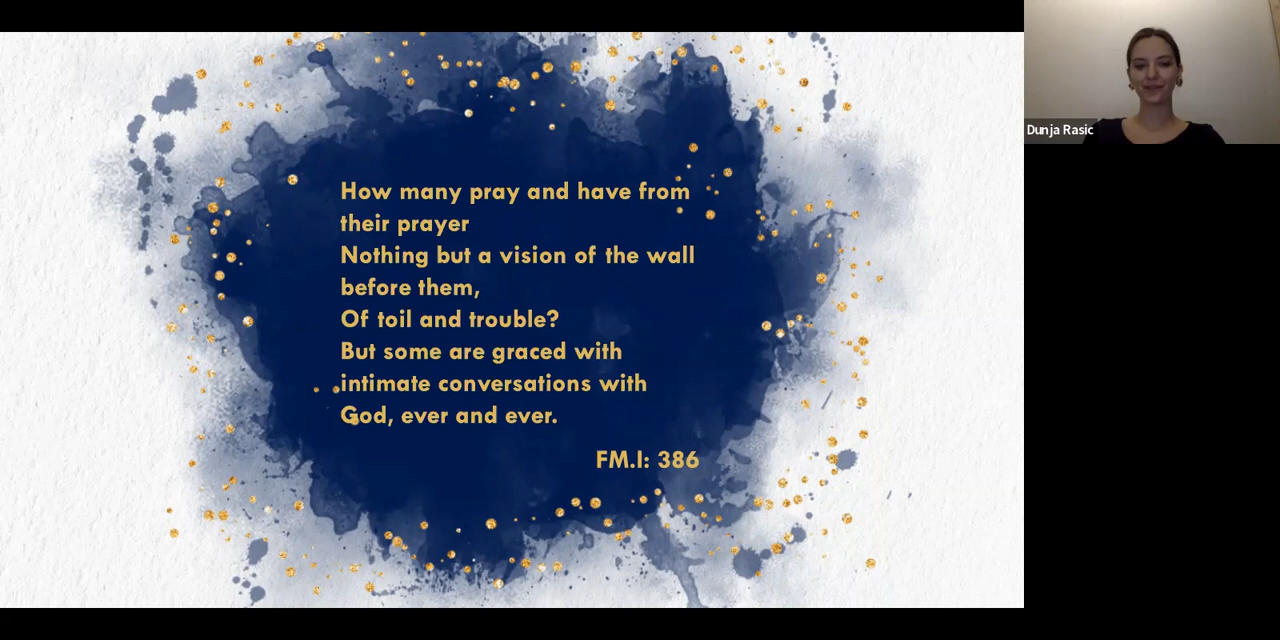 How many pray and have from
their prayer
Nothing but a vision of the wall
before them,
Of toil and trouble?
But some are graced with
intimate conversations with
God, ever and ever.
FM.I: 386
Dunja Rasic